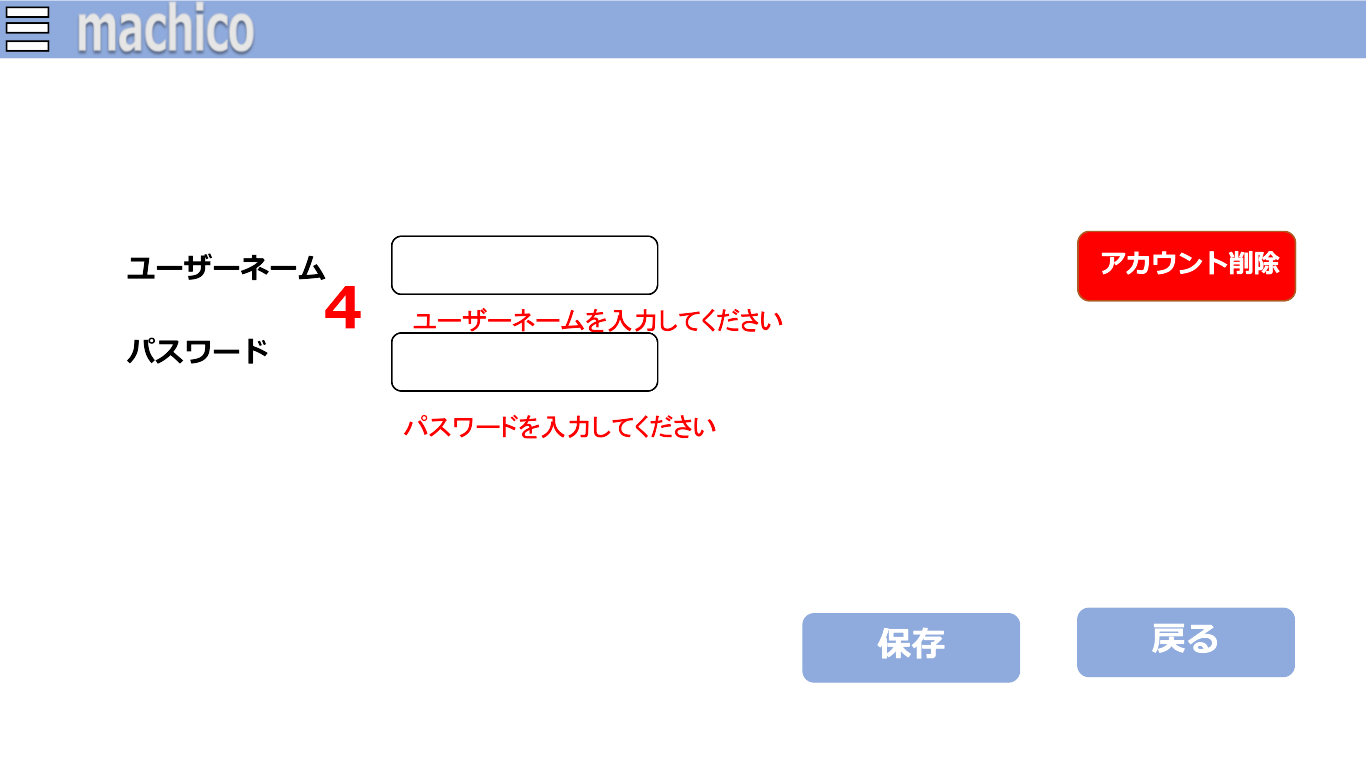 machico
ユーザーネーム
アカウント削除
4
ユーザーネームを入力してください
パスワード
パスワードを入力してください
保存
戻る